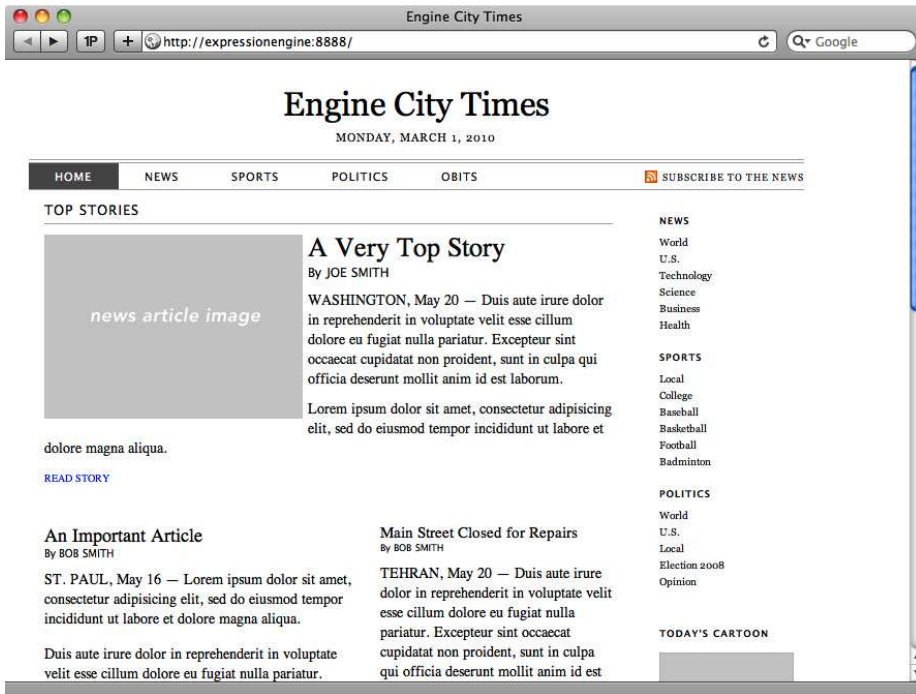 Engine City Times
1P
+
http://expressionengine:8888/
Google
Engine City Times
MONDAY, MARCH 1, 2010
HOME NEWS SPORTS POLITICS OBITS SUBSCRIBE TO THE NEWS
TOP STORIES
news article image
A Very Top Story
By JOE SMITH
WASHINGTON, May 20 — Duis aute irure dolor
in reprehenderit in voluptate velit esse cillum
dolore eu fugiat nulla pariatur. Excepteur sint
occaecat cupidatat non proident, sunt in culpa qui
officia deserunt mollit anim id est laborum.
Lorem ipsum dolor sit amet, consectetur adipisicing
elit, sed do eiusmod tempor incididunt ut labore et
dolore magna aliqua.
READ STORY
An Important Article
By BOB SMITH
ST. PAUL, May 16 — Lorem ipsum dolor sit amet,
consectetur adipisicing elit, sed do eiusmod tempor
incididunt ut labore et dolore magna aliqua.
Duis aute irure dolor in reprehenderit in voluptate
velit esse cillum dolore eu fugiat nulla pariatur.
Main Street Closed for Repairs
By BOB SMITH
TEHRAN, May 20 — Duis aute irure
dolor in reprehenderit in voluptate velit
esse cillum dolore eu fugiat nulla
pariatur. Excepteur sint occaecat
cupidatat non proident, sunt in culpa
qui officia deserunt mollit anim id est
NEWS
World
U.S.
Technology
Science
Business
Health
SPORTS
Local
College
Baseball
Basketball
Football
Badminton
POLITICS
World
U.S.
Local
Election 2008
Opinion
TODAY'S CARTOON